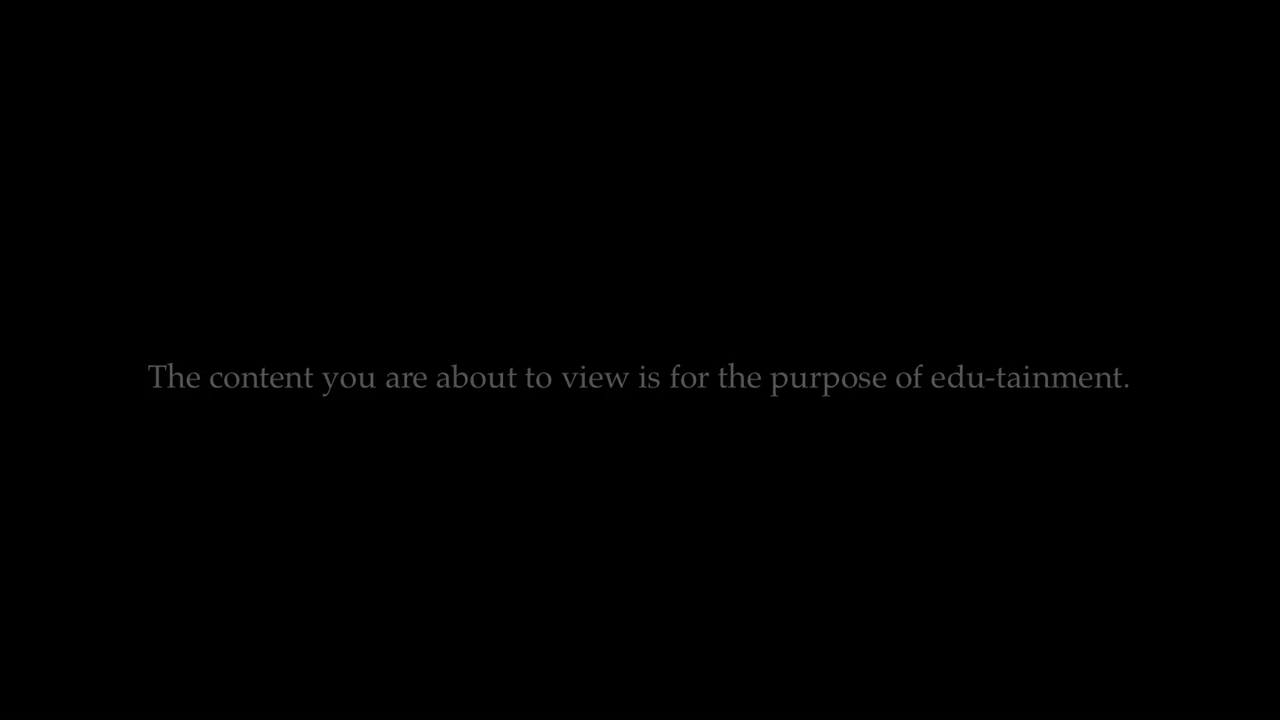 The content you are about to view is for the purpose of edu-tainment.